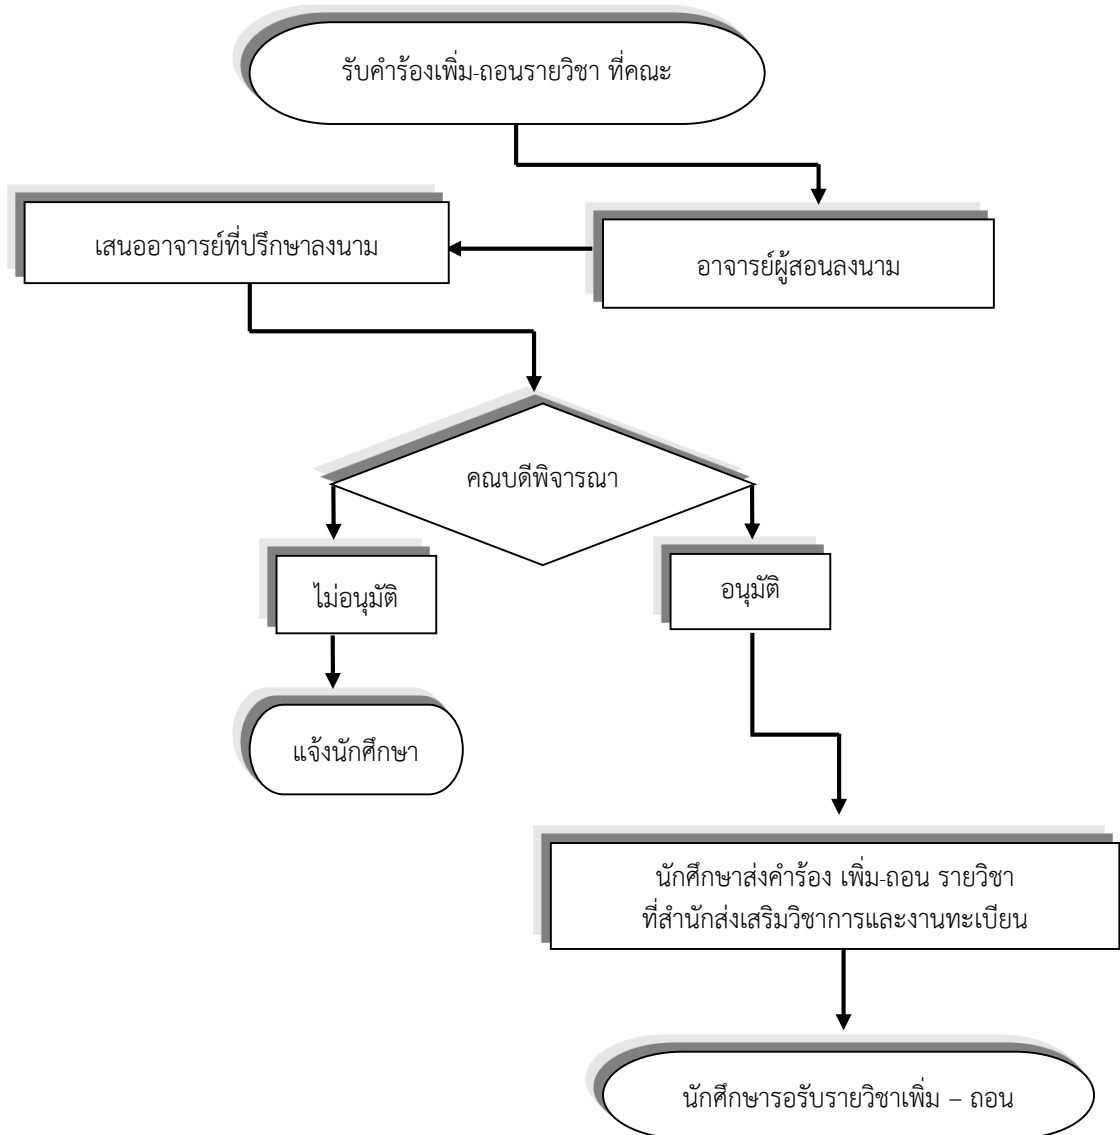 รับคำร้องเพิ่ม-ถอนรายวิชา ที่คณะ
อาจารย์ผู้สอนลงนาม
เสนออาจารย์ที่ปรึกษาลงนาม
คณบดีพิจารณา
ไม่อนุมัติ
อนุมัติ
แจ้งนักศึกษา
นักศึกษาส่งคำร้อง เพิ่ม-ถอน รายวิชา
ที่สำนักส่งเสริมวิชาการและงานทะเบียน
นักศึกษารอรับรายวิชาเพิ่ม – ถอน